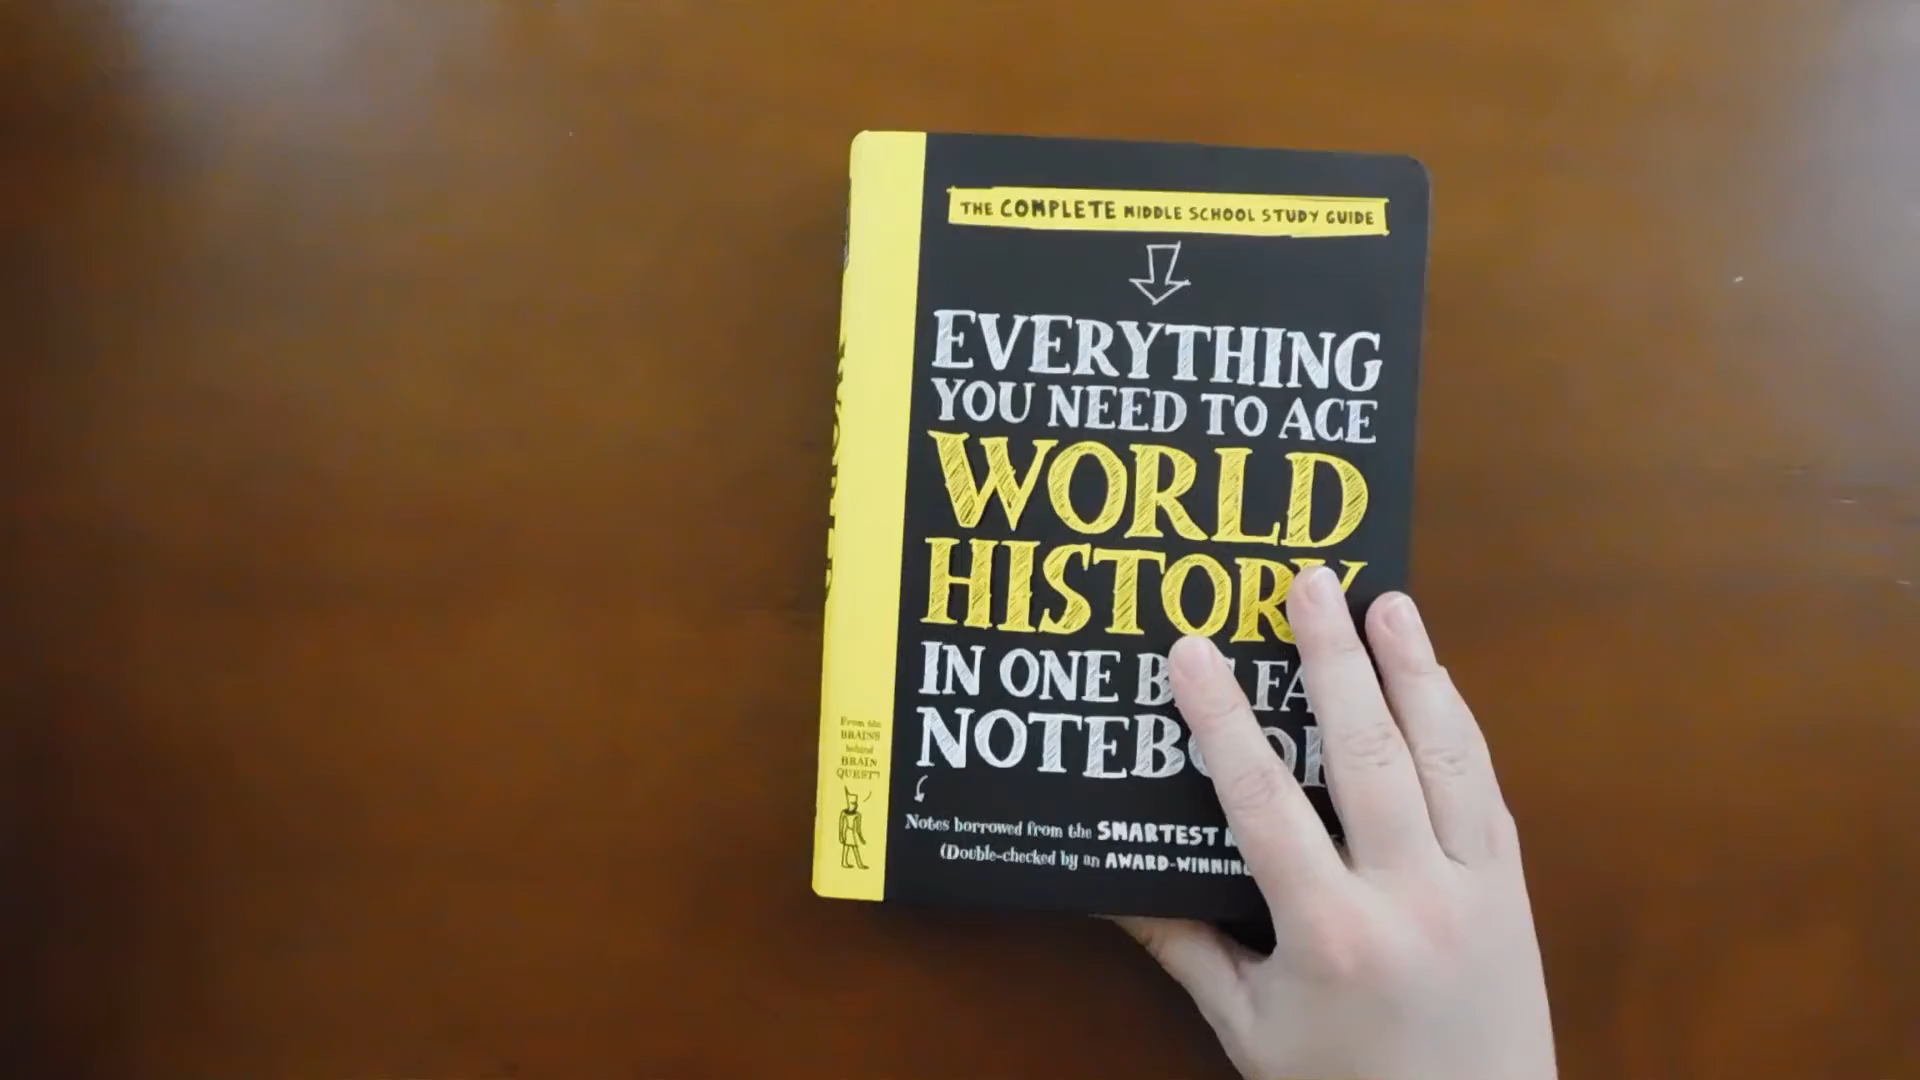 THE COMPLETE MIDDLE SCHOOL STUDY GUIDE
EVERYTHING
YOU NEED TO ACE
WORLD
HISTORY
IN ONE
Notes borrowed from the SMARTEST
(Double-checked by an AWARD-WINNING
From the
BRAINS
behind
BRAIN
QUEST